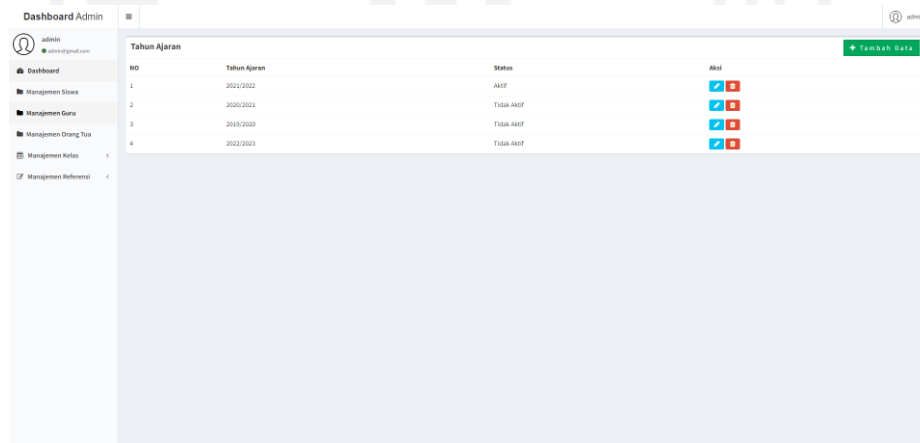 Dashboard Admin
admin
admin@gmail.com
Dashboard
Manajemen Siswa
Manajemen Guru
Manajemen Orang Tua
Manajemen Kelas
Manajemen Referensi
Tahun Ajaran
+ Tambah Data
NO Tahun Ajaran Status Aksi
1 2021/2022 Aktif
2 2020/2021 Tidak Aktif
3 2019/2020 Tidak Aktif
4 2022/2023 Tidak Aktif